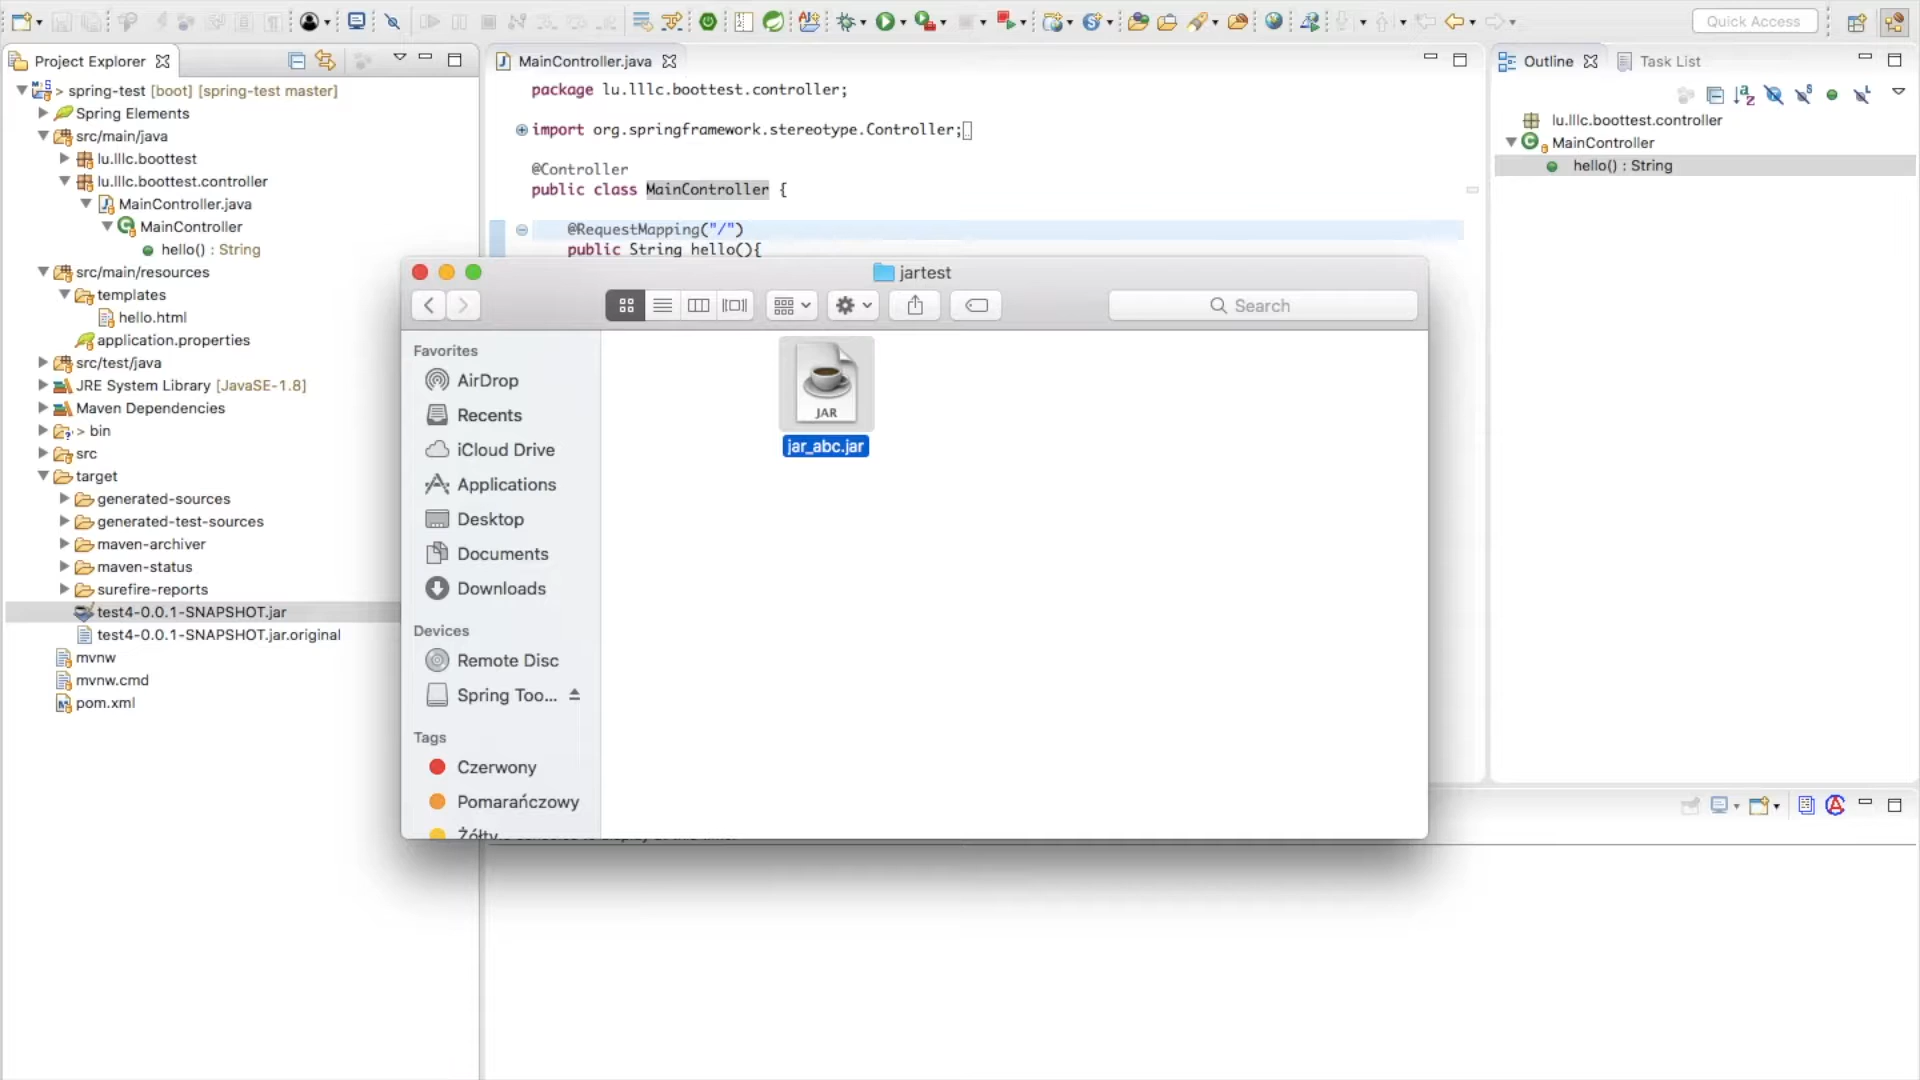 Quick Access
Project Explorer
> spring-test [boot] [spring-test master]
Spring Elements
src/main/java
lu.lllc.boottest
lu.lllc.boottest.controller
MainController.java
MainController
hello() : String
src/main/resources
templates
hello.html
application.properties
src/test/java
JRE System Library [JavaSE-1.8]
Maven Dependencies
> bin
src
target
generated-sources
generated-test-sources
maven-archiver
maven-status
surefire-reports
test4-0.0.1-SNAPSHOT.jar
test4-0.0.1-SNAPSHOT.jar.original
mvnw
mvnw.cmd
pom.xml
MainController.java
package lu.lllc.boottest.controller;
import org.springframework.stereotype.Controller;
@Controller
public class MainController {
@RequestMapping("/")
public String hello(){
jartest
Search
Favorites
AirDrop
Recents
iCloud Drive
Applications
Desktop
Documents
Downloads
Devices
Remote Disc
Spring Too...
Tags
Czerwony
Pomarańczowy
Żółty
JAR
jar_abc.jar
Outline
Task List
lu.lllc.boottest.controller
MainController
hello() : String